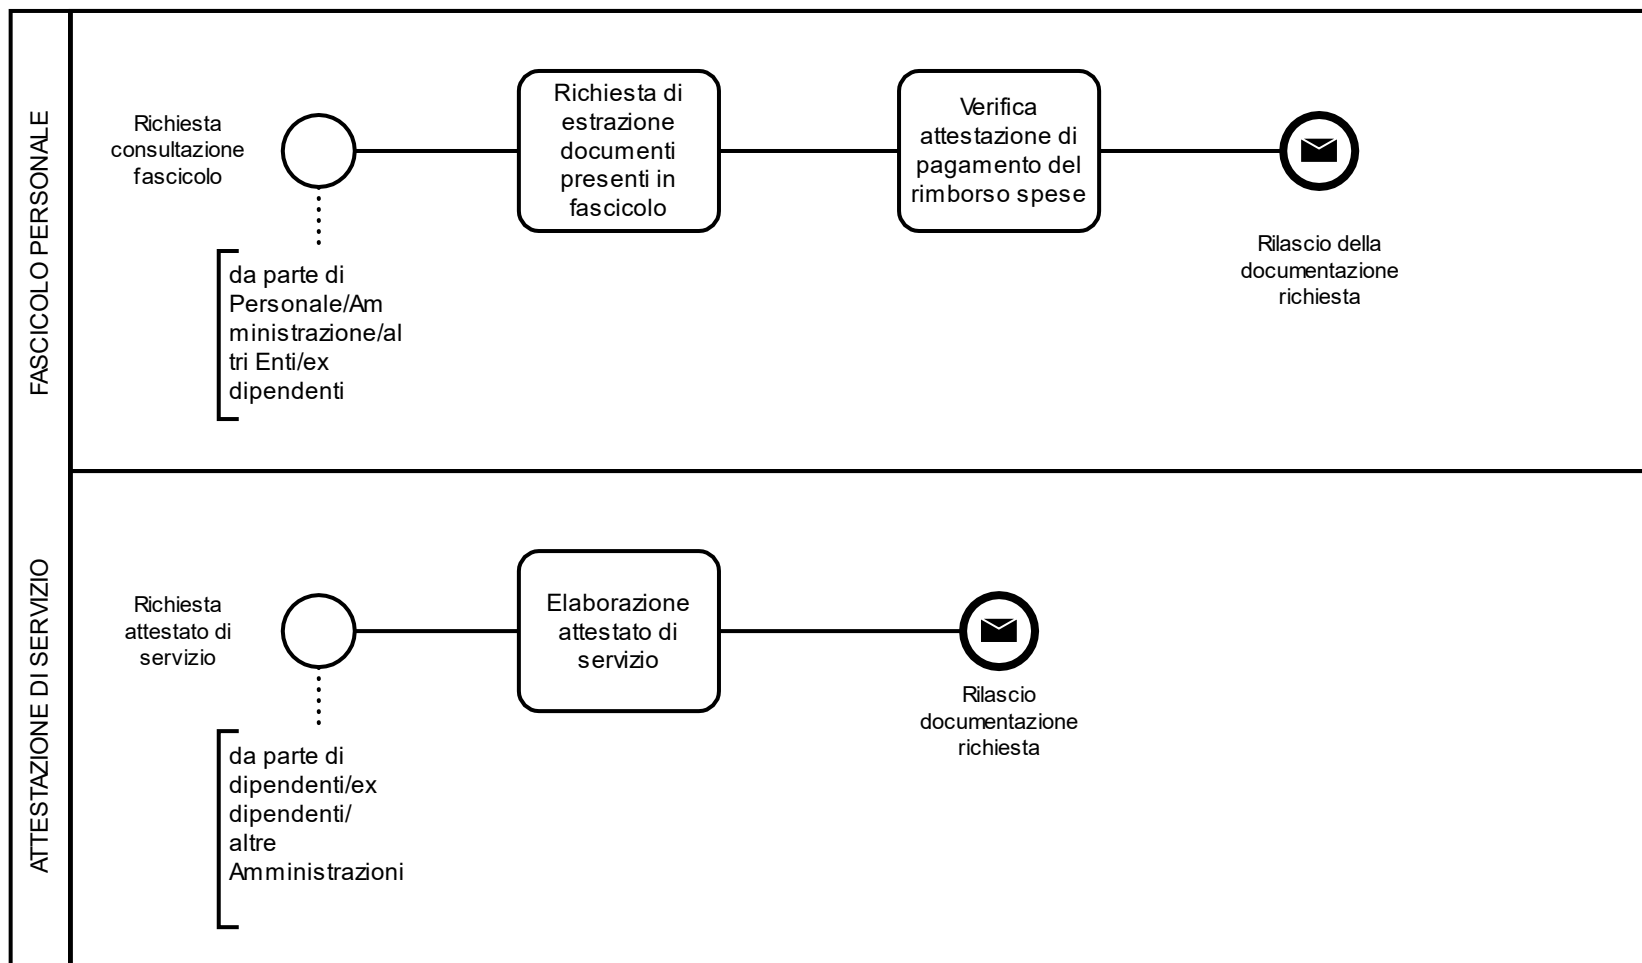 FASCICOLO PERSONALE
Richiesta
consultazione
fascicolo
da parte di
Personale/Am
ministrazione/al
tri Enti/ex
dipendenti
Richiesta di
estrazione
documenti
presenti in
fascicolo
Verifica
attestazione di
pagamento del
rimborso spese
Rilascio della
documentazione
richiesta
ATTESTAZIONE DI SERVIZIO
Richiesta
attestato di
servizio
da parte di
dipendenti/ex
dipendenti/
altre
Amministrazioni
Elaborazione
attestato di
servizio
Rilascio
documentazione
richiesta